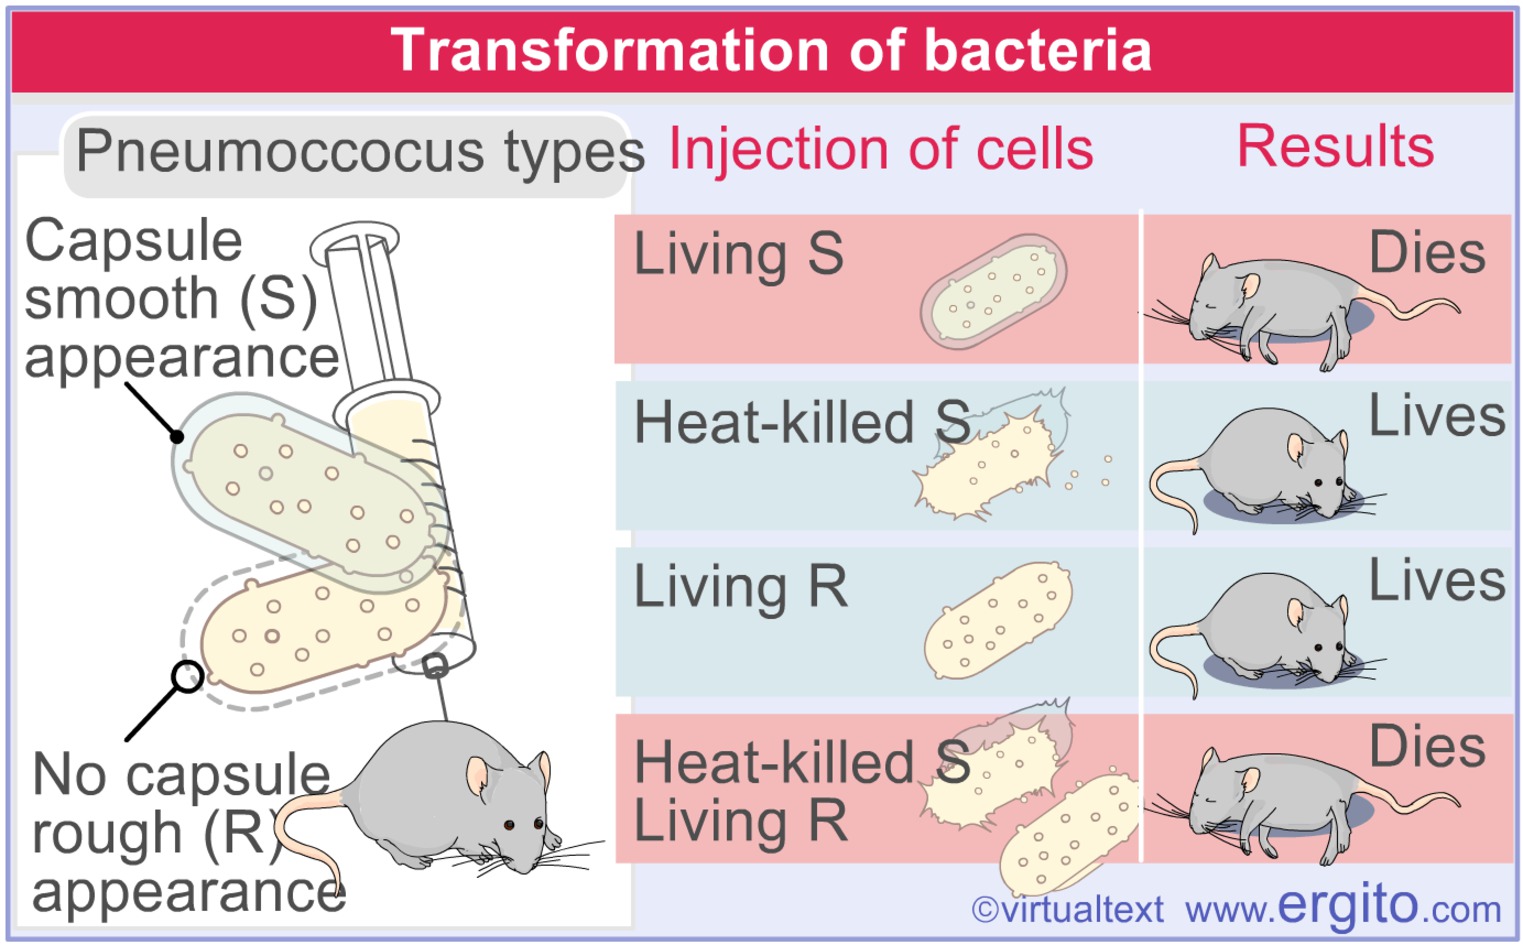 Transformation of bacteria
Pneumoccocus types
Injection of cells
Results
Capsule
smooth (S)
appearance
No capsule
rough (R)
appearance
Living S
Dies
Heat-killed S
Lives
Living R
Lives
Heat-killed S
Living R
Dies
©virtualtext www.ergito.com